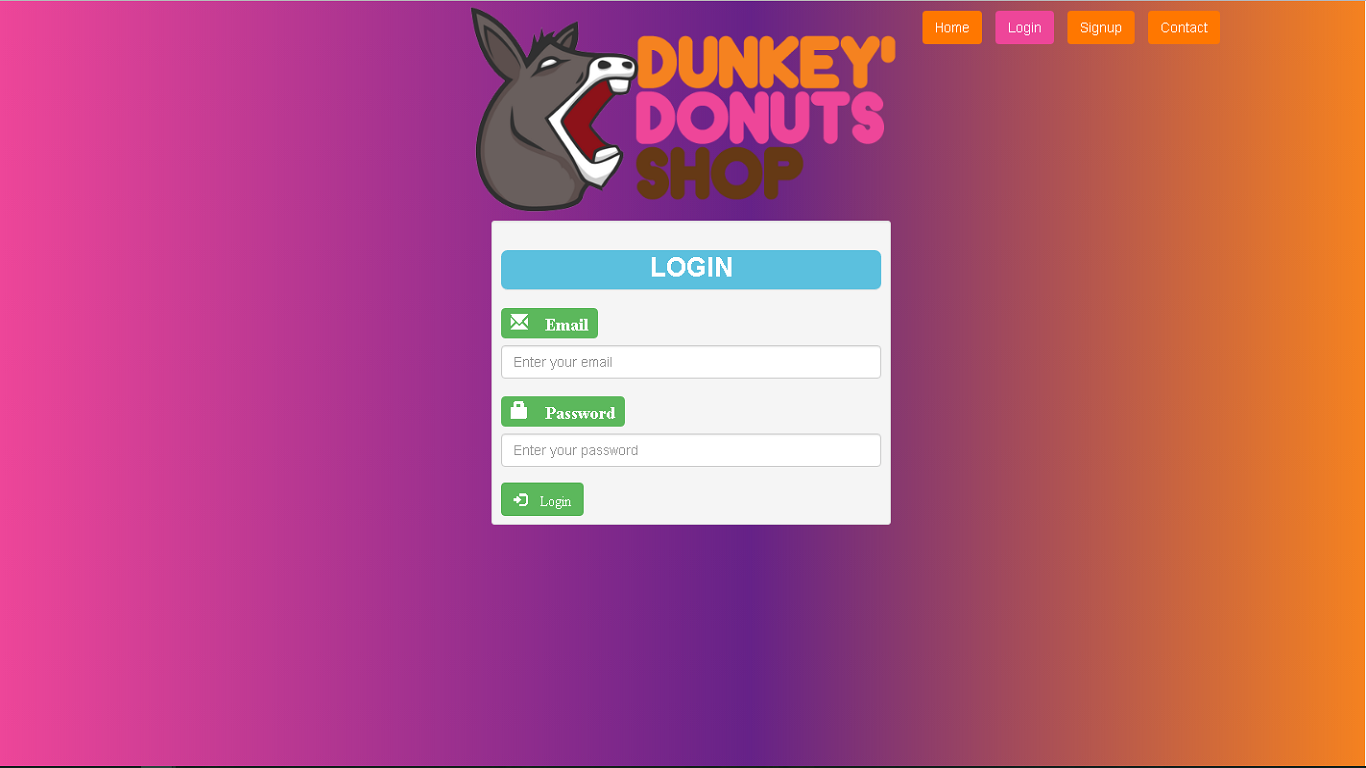 Home Login Signup Contact
DUNKEY'
DONUTS
SHOP
LOGIN
Email
Enter your email
Password
Enter your password
Login